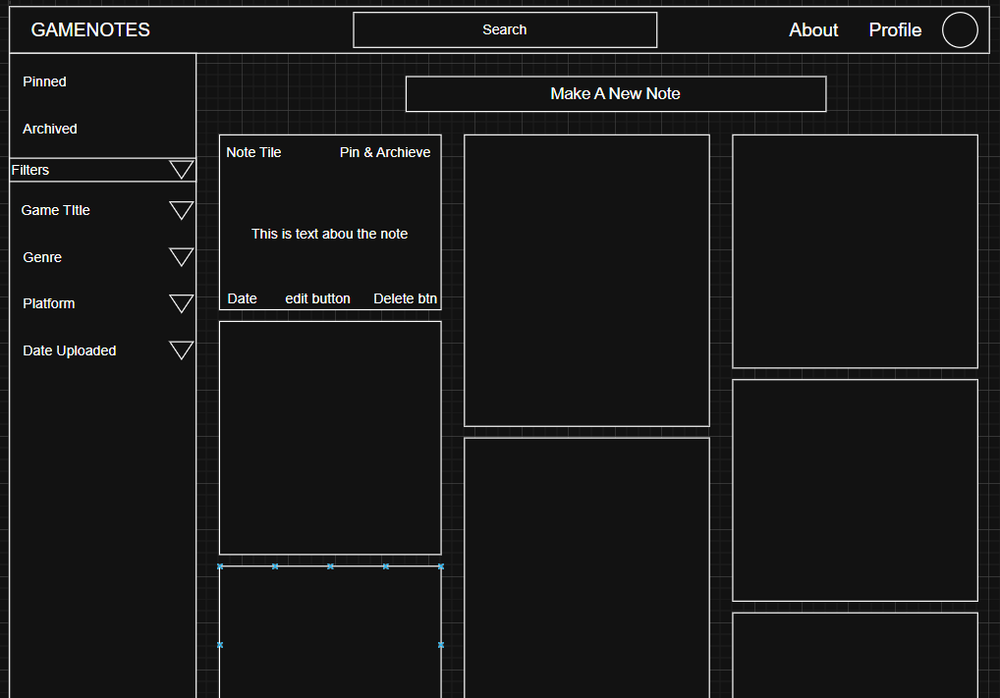 GAMENOTES
Search
About
Profile
Pinned
Archived
Filters
Game TItle
Genre
Platform
Date Uploaded
Make A New Note
Note Tile
Pin & Archieve
This is text abou the note
Date
edit button
Delete btn